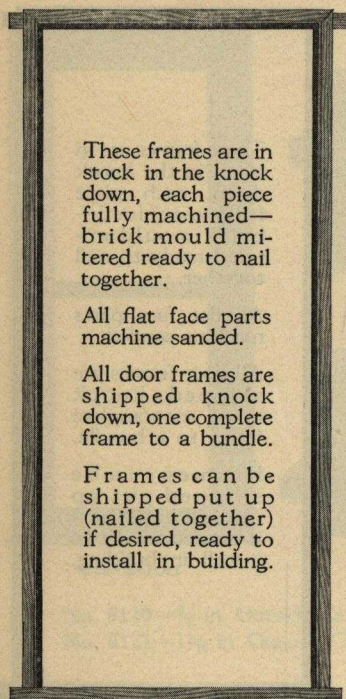 These frames are in
stock in the knock
down, each piece
fully machined—
brick mould mi-
tered ready to nail
together.
All flat face parts
machine sanded.
All door frames are
shipped knock
down, one complete
frame to a bundle.
Frames can be
shipped put up
(nailed together)
if desired, ready to
install in building.